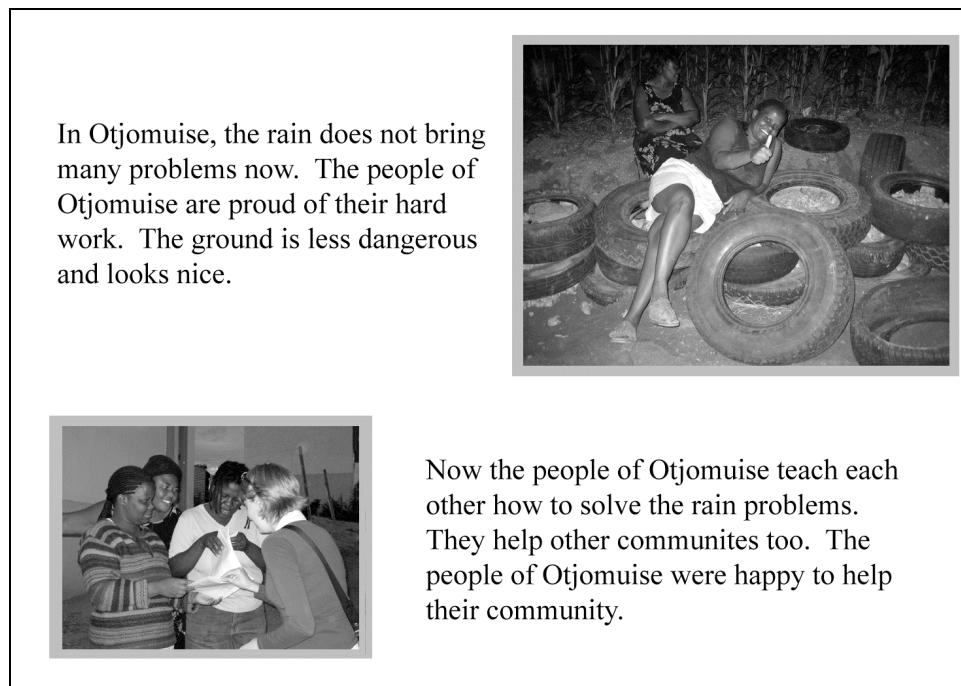 In Otjomuise, the rain does not bring
many problems now.  The people of
Otjomuise are proud of their hard
work.  The ground is less dangerous
and looks nice.
Now the people of Otjomuise teach each
other how to solve the rain problems.
They help other communites too.  The
people of Otjomuise were happy to help
their community.